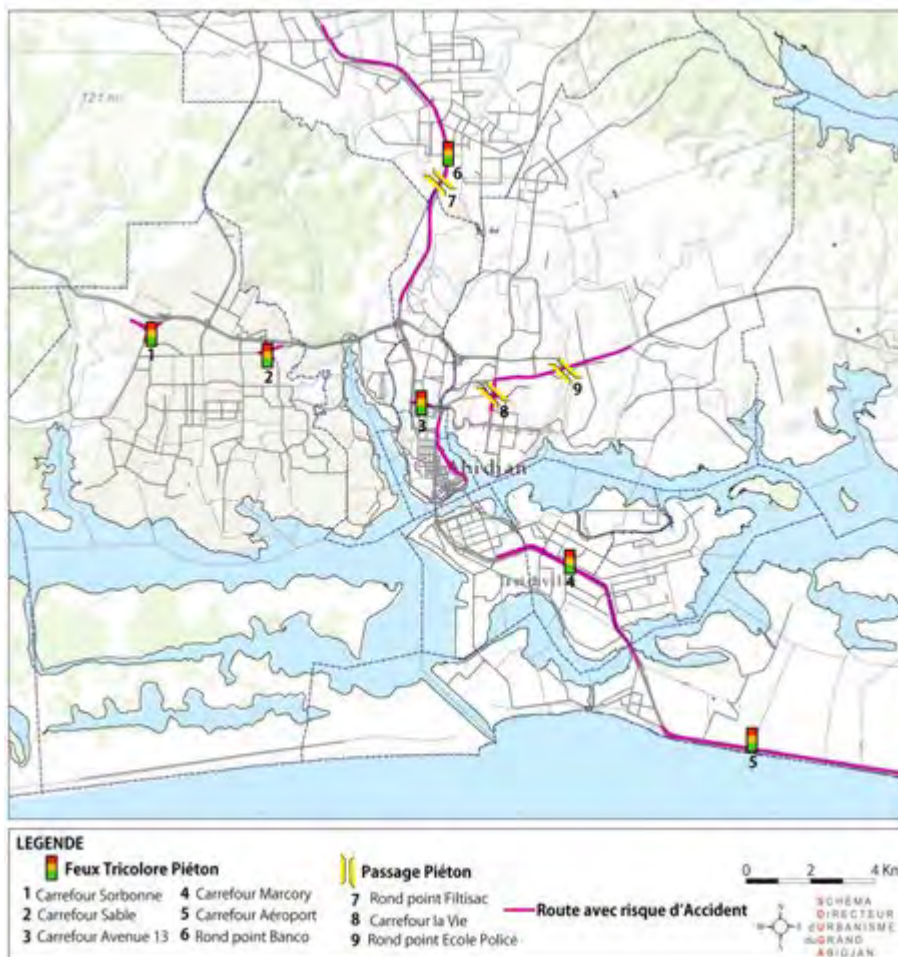 121 m
6
7
1
2
3
8
9
Abidjan
4
5
LEGENDE
Feux Tricolore Piéton
1 Carrefour Sorbonne
2 Carrefour Sable
3 Carrefour Avenue 13
4 Carrefour Marcory
5 Carrefour Aéroport
6 Rond point Banco
Passage Piéton
7 Rond point Filtisac
8 Carrefour la Vie
9 Rond point Ecole Police
Route avec risque d'Accident
0 2 4 Km
N
SCHEMA
DIRECTEUR
d'URBANISME
du GRAND
ABIDJAN